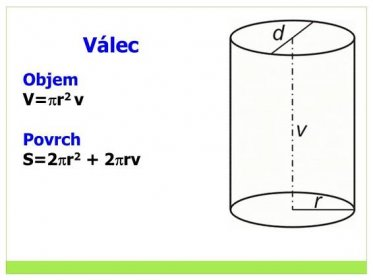 Válec
Objem
V=πr² v
Povrch
S=2πr² + 2πrv
d
v
r